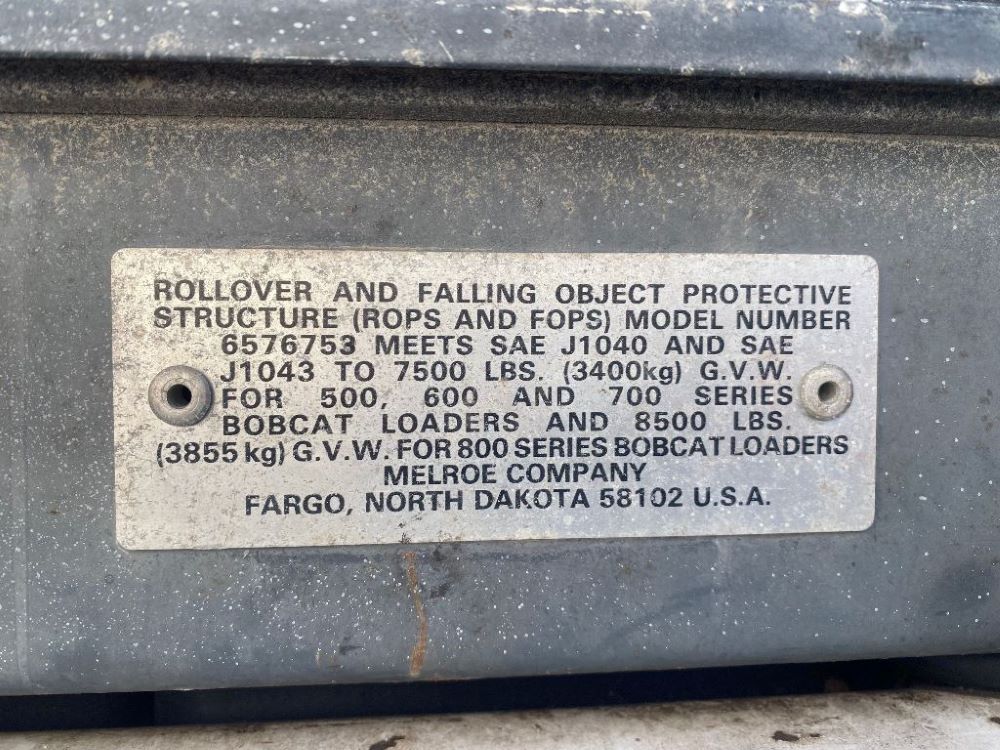 ROLLOVER AND FALLING OBJECT PROTECTIVE
STRUCTURE (ROPS AND FOPS) MODEL NUMBER
6576753 MEETS SAE J1040 AND SAE
J1043 TO 7500 LBS. (3400kg) G.V.W.
FOR 500, 600 AND 700 SERIES
BOBCAT LOADERS AND 8500 LBS.
(3855 kg) G.V.W. FOR 800 SERIES BOBCAT LOADERS
MELROE COMPANY
FARGO, NORTH DAKOTA 58102 U.S.A.